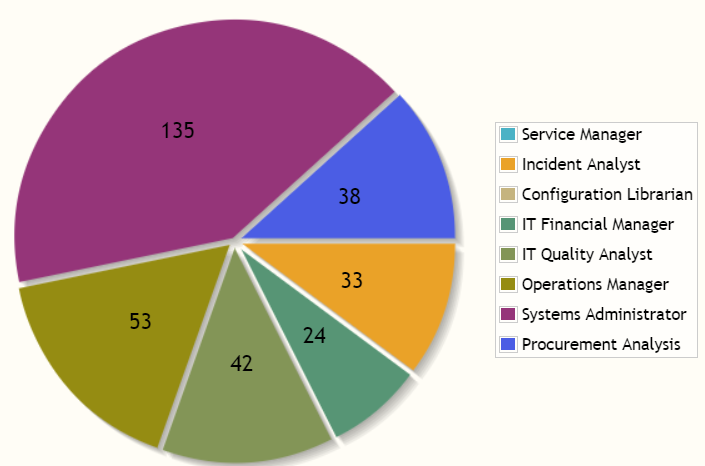 135
38
33
53
24
42
Service Manager
Incident Analyst
Configuration Librarian
IT Financial Manager
IT Quality Analyst
Operations Manager
Systems Administrator
Procurement Analysis